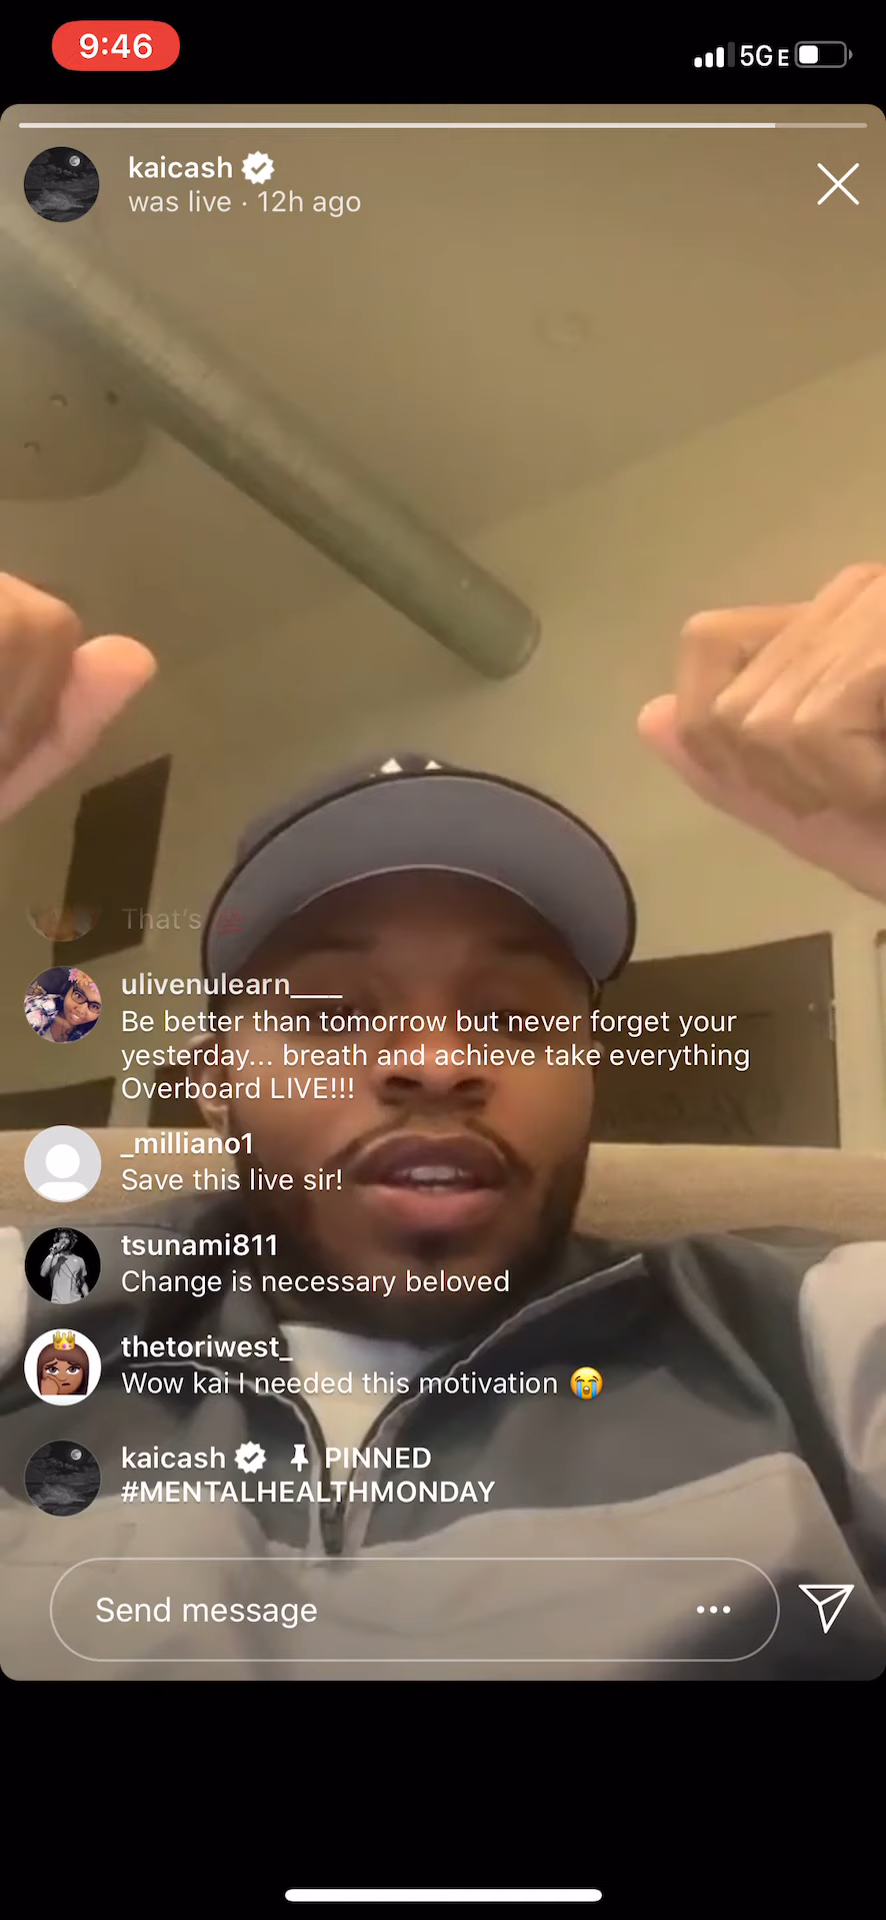 9:46
5GE
kaicash
was live · 12h ago
That's 💯
ulivenulearn____
Be better than tomorrow but never forget your
yesterday... breath and achieve take everything
Overboard LIVE!!!
_milliano1
Save this live sir!
tsunami811
Change is necessary beloved
thetoriwest_
Wow kai I needed this motivation 😭
kaicash PINNED
#MENTALHEALTHMONDAY
Send message